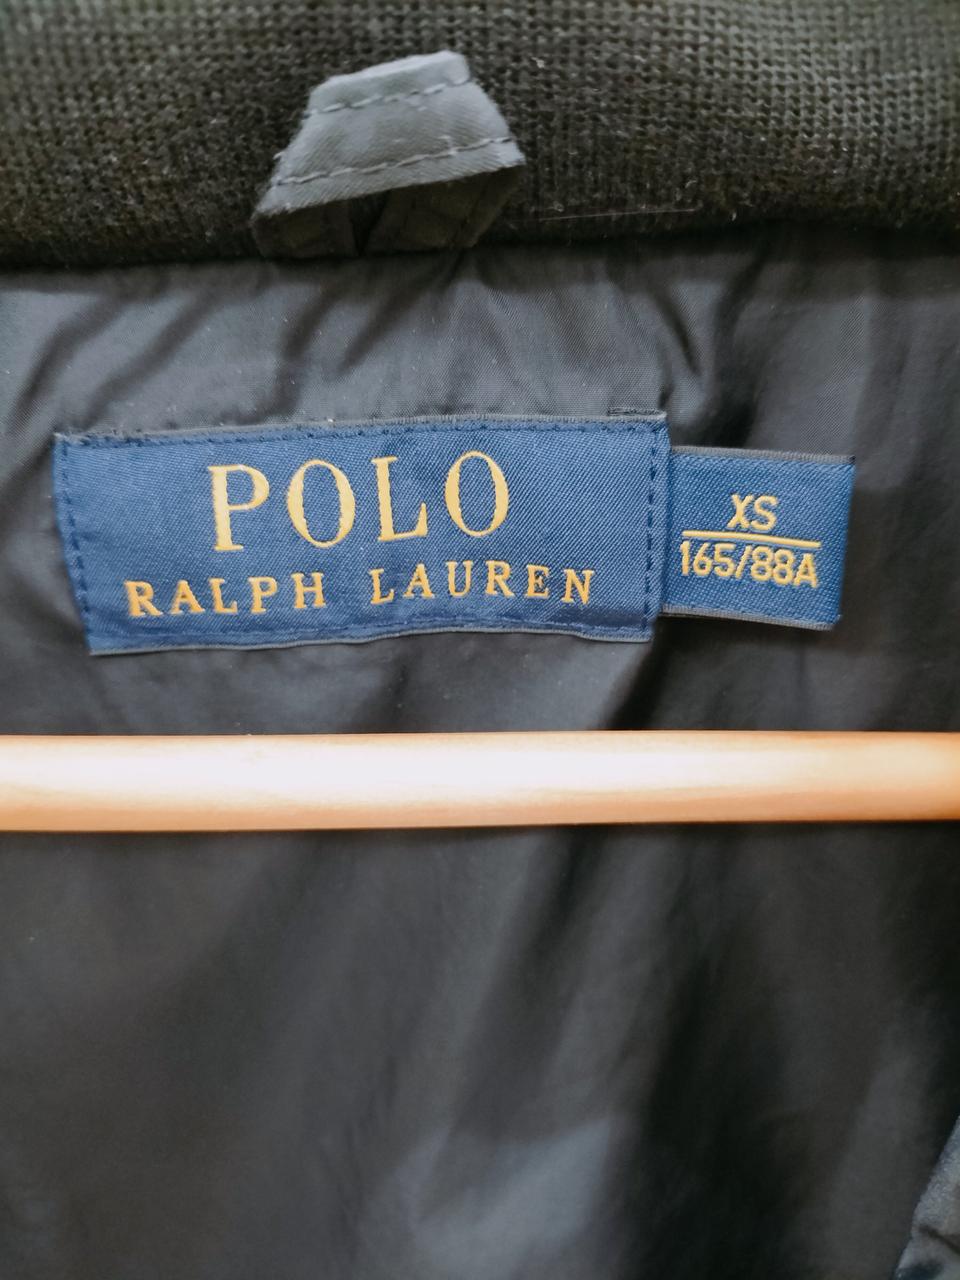 POLO
RALPH LAUREN
XS
165/88A